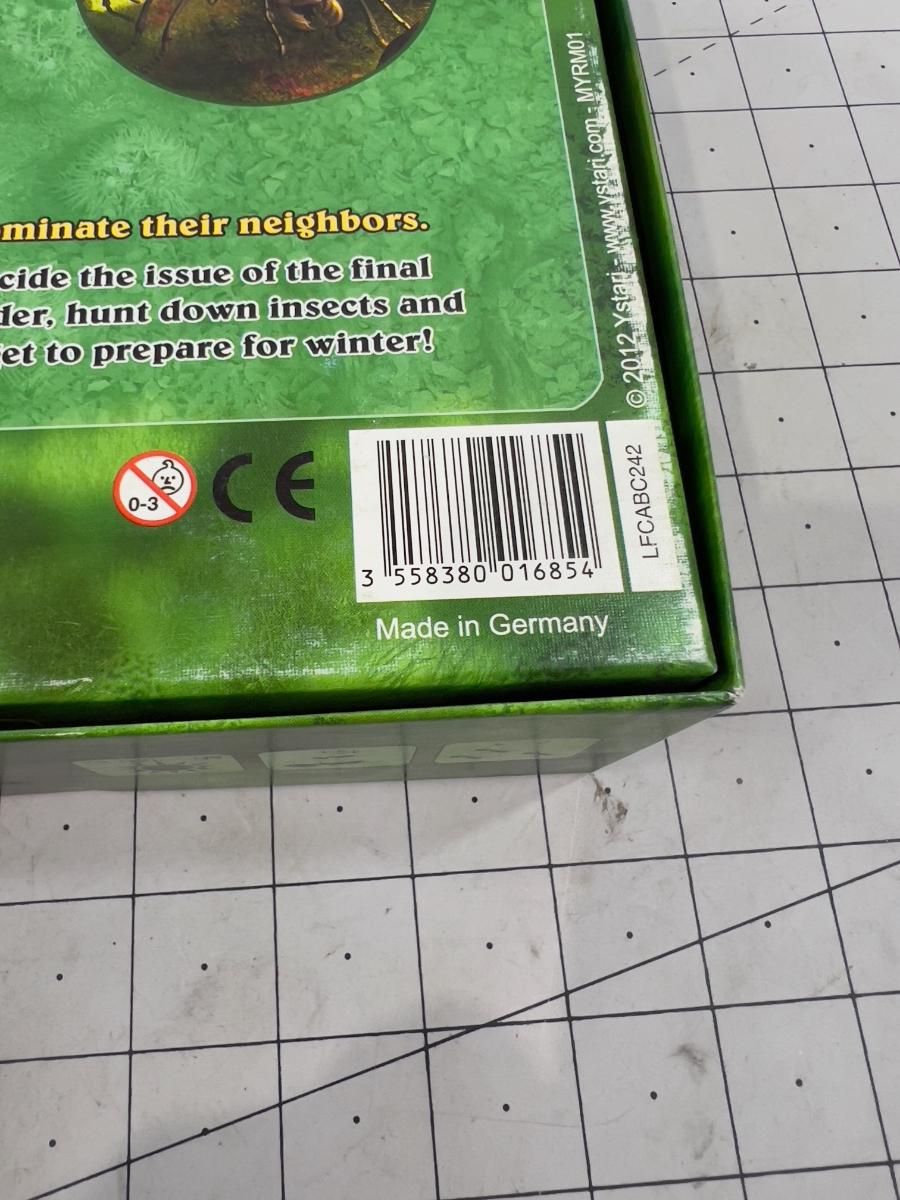 minate their neighbors.
cide the issue of the final
der, hunt down insects and
et to prepare for winter!
© 2012 Ystari - www.ystari.com - MYRM01
0-3
CE
3 558380 016854
LFCABC242
Made in Germany